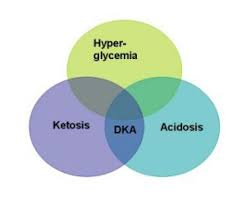 Hyper-
glycemia
Ketosis DKA Acidosis